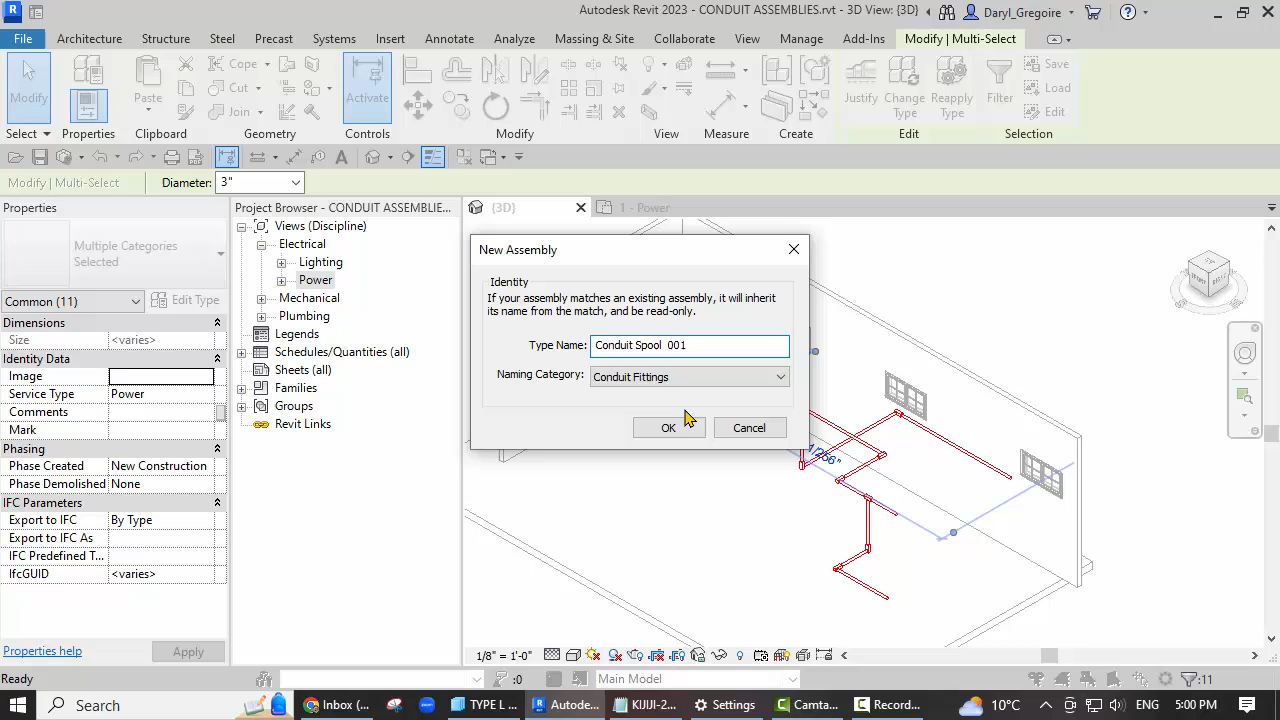 Autodesk Revit 2023 - CONDUIT ASSEMBLIES.rvt - 3D View: {3D}
Daryl_Gregoire
File Architecture Structure Steel Precast Systems Insert Annotate Analyze Massing & Site Collaborate View Manage Add-Ins Modify | Multi-Select
Modify
Paste
Cope
Cut
Join
Activate
Justify
Change Type
Reapply Type
Filter
Save
Load
Edit
Select Properties Clipboard Geometry Controls Modify View Measure Create Edit Selection
Modify | Multi-Select Diameter: 3"
Properties
Multiple Categories
Selected
Common (11) Edit Type
Dimensions
Size <varies>
Identity Data
Image
Service Type Power
Comments
Mark
Phasing
Phase Created New Construction
Phase Demolished None
IFC Parameters
Export to IFC By Type
Export to IFC As
IFC Predefined T...
IfcGUID <varies>
Properties help Apply
Project Browser - CONDUIT ASSEMBLIE...
Views (Discipline)
Electrical
Lighting
Power
Mechanical
Plumbing
Legends
Schedules/Quantities (all)
Sheets (all)
Families
Groups
Revit Links
{3D} 1 - Power
New Assembly
Identity
If your assembly matches an existing assembly, it will inherit
its name from the match, and be read-only.
Type Name: Conduit Spool 001
Naming Category: Conduit Fittings
OK Cancel
TOP
1/8" = 1'-0"
Ready
:0
Main Model
:11
Search
Inbox (...
TYPE L ...
Autode...
KIJIJI-2...
Settings
Camta...
Record...
10°C
5:00 PM